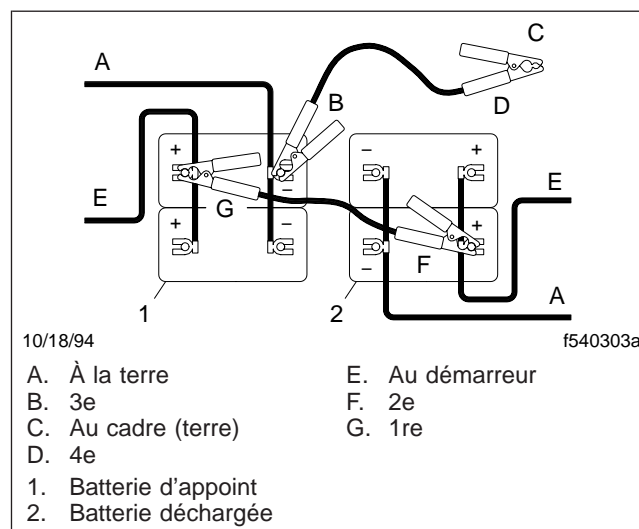 C
A
B
D
+
–
+
E
–
E
G
+
–
+
F
–
A
1
2
10/18/94
f540303a
A. À la terre
B. 3e
C. Au cadre (terre)
D. 4e
E. Au démarreur
F. 2e
G. 1re
1. Batterie d'appoint
2. Batterie déchargée